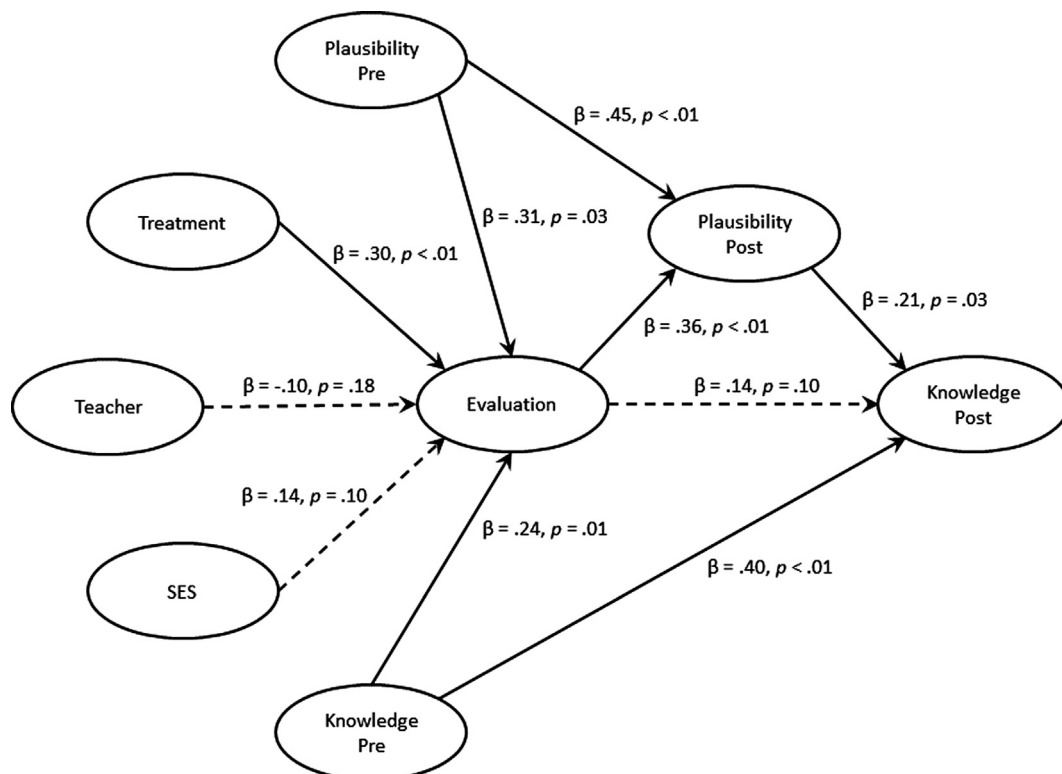 Plausibility
Pre
β = .45, p < .01
Treatment
β = .31, p = .03
Plausibility
Post
β = .30, p < .01
β = .21, p = .03
β = .36, p < .01
Teacher
β = -.10, p = .18
Evaluation
β = .14, p = .10
Knowledge
Post
β = .14, p = .10
β = .24, p = .01
β = .40, p < .01
SES
Knowledge
Pre